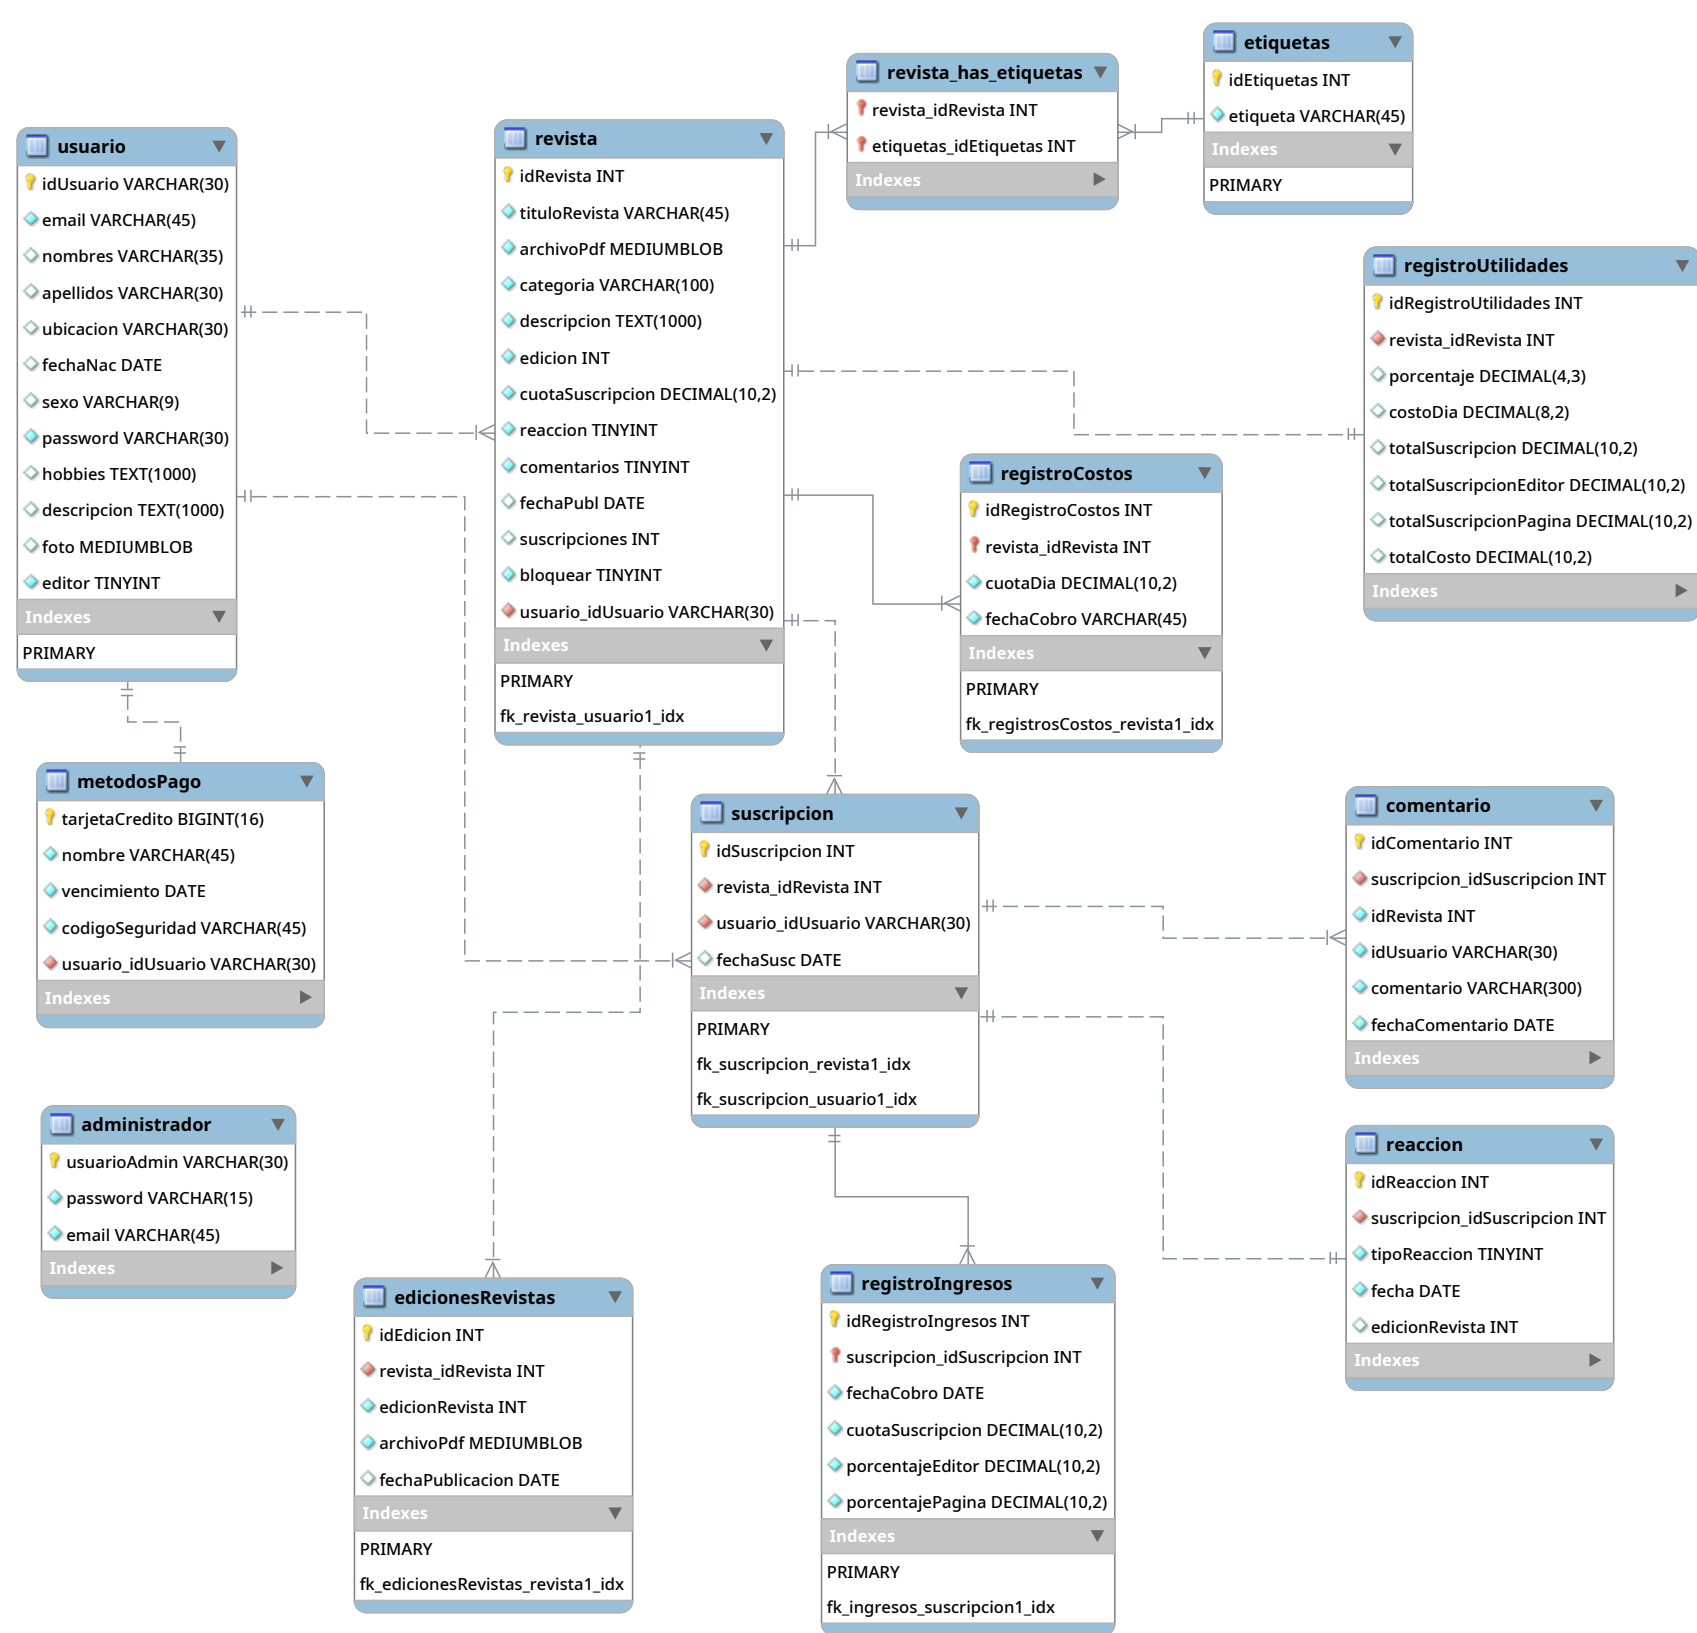 usuario
idUsuario VARCHAR(30)
email VARCHAR(45)
nombres VARCHAR(35)
apellidos VARCHAR(30)
ubicacion VARCHAR(30)
fechaNac DATE
sexo VARCHAR(9)
password VARCHAR(30)
hobbies TEXT(1000)
descripcion TEXT(1000)
foto MEDIUMBLOB
editor TINYINT
Indexes
PRIMARY
metodosPago
tarjetaCredito BIGINT(16)
nombre VARCHAR(45)
vencimiento DATE
codigoSeguridad VARCHAR(45)
usuario_idUsuario VARCHAR(30)
Indexes
administrador
usuarioAdmin VARCHAR(30)
password VARCHAR(15)
email VARCHAR(45)
Indexes
revista
idRevista INT
tituloRevista VARCHAR(45)
archivoPdf MEDIUMBLOB
categoria VARCHAR(100)
descripcion TEXT(1000)
edicion INT
cuotaSuscripcion DECIMAL(10,2)
reaccion TINYINT
comentarios TINYINT
fechaPubl DATE
suscripciones INT
bloquear TINYINT
usuario_idUsuario VARCHAR(30)
Indexes
PRIMARY
fk_revista_usuario1_idx
edicionesRevistas
idEdicion INT
revista_idRevista INT
edicionRevista INT
archivoPdf MEDIUMBLOB
fechaPublicacion DATE
Indexes
PRIMARY
fk_edicionesRevistas_revista1_idx
revista_has_etiquetas
revista_idRevista INT
etiquetas_idEtiquetas INT
Indexes
etiquetas
idEtiquetas INT
etiqueta VARCHAR(45)
Indexes
PRIMARY
registroUtilidades
idRegistroUtilidades INT
revista_idRevista INT
porcentaje DECIMAL(4,3)
costoDia DECIMAL(8,2)
totalSuscripcion DECIMAL(10,2)
totalSuscripcionEditor DECIMAL(10,2)
totalSuscripcionPagina DECIMAL(10,2)
totalCosto DECIMAL(10,2)
Indexes
registroCostos
idRegistroCostos INT
revista_idRevista INT
cuotaDia DECIMAL(10,2)
fechaCobro VARCHAR(45)
Indexes
PRIMARY
fk_registrosCostos_revista1_idx
suscripcion
idSuscripcion INT
revista_idRevista INT
usuario_idUsuario VARCHAR(30)
fechaSusc DATE
Indexes
PRIMARY
fk_suscripcion_revista1_idx
fk_suscripcion_usuario1_idx
registroIngresos
idRegistroIngresos INT
suscripcion_idSuscripcion INT
fechaCobro DATE
cuotaSuscripcion DECIMAL(10,2)
porcentajeEditor DECIMAL(10,2)
porcentajePagina DECIMAL(10,2)
Indexes
PRIMARY
fk_ingresos_suscripcion1_idx
comentario
idComentario INT
suscripcion_idSuscripcion INT
idRevista INT
idUsuario VARCHAR(30)
comentario VARCHAR(300)
fechaComentario DATE
Indexes
reaccion
idReaccion INT
suscripcion_idSuscripcion INT
tipoReaccion TINYINT
fecha DATE
edicionRevista INT
Indexes